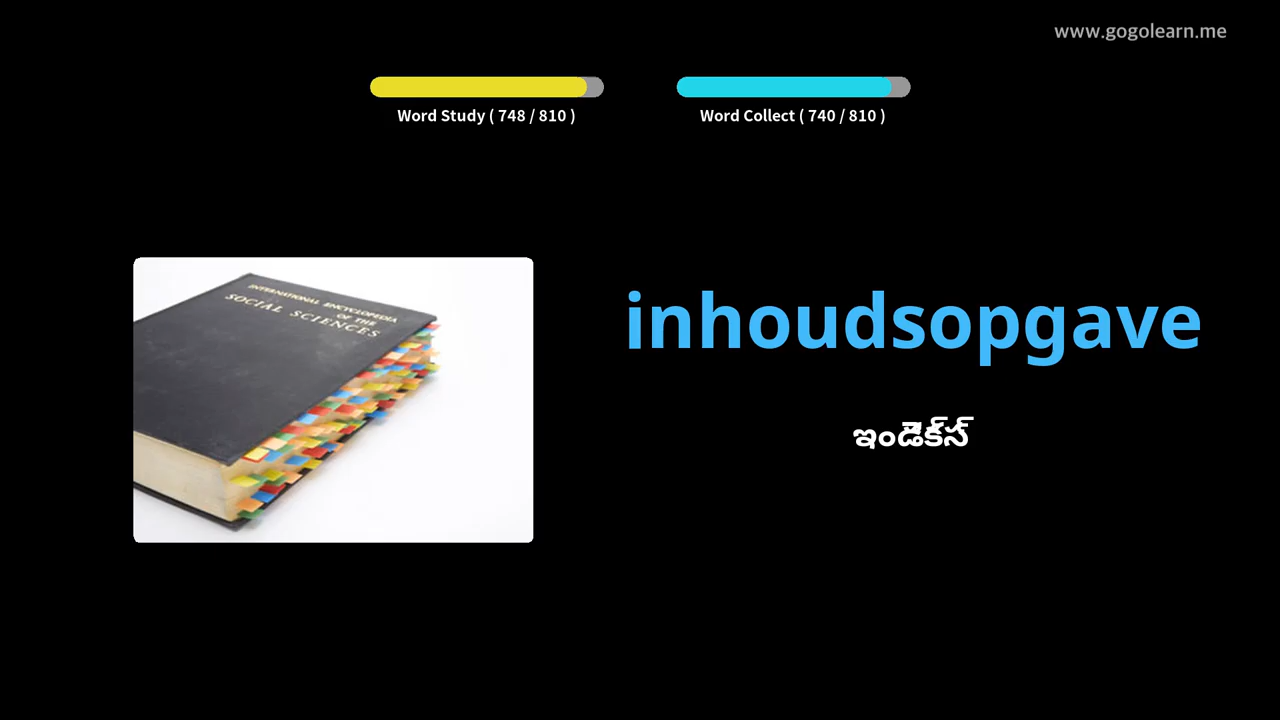 www.gogolearn.me
Word Study ( 748 / 810 )
Word Collect ( 740 / 810 )
INTERNATIONAL ENCYCLOPEDIA
OF THE
SOCIAL SCIENCES
inhoudsopgave
ఇండెక్స్